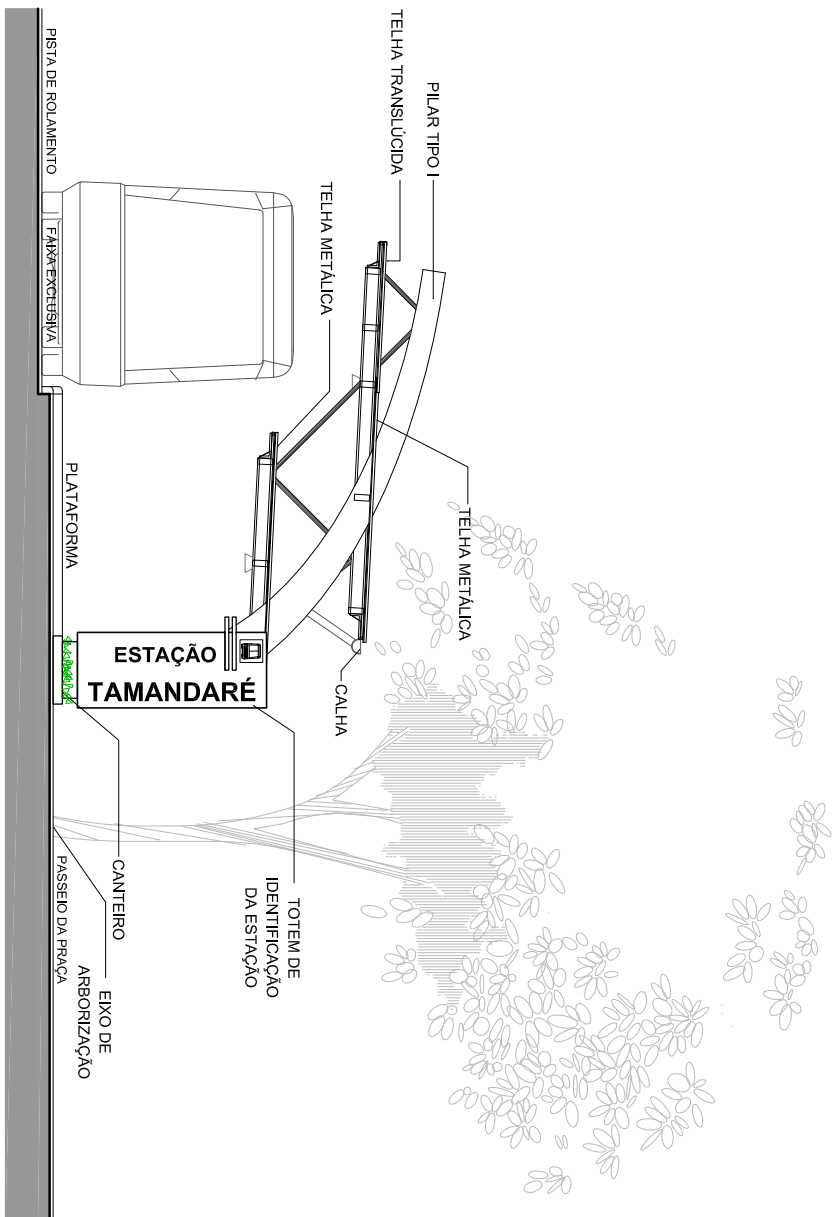 PILAR TIPO I
TELHA TRANSLÚCIDA
TELHA METÁLICA
TELHA METÁLICA
CALHA
TOTEM DE
IDENTIFICAÇÃO
DA ESTAÇÃO
ESTAÇÃO
TAMANDARÉ
CANTEIRO
EIXO DE
ARBORIZAÇÃO
PISTA DE ROLAMENTO
FAIXA EXCLUSIVA
PLATAFORMA
PASSEIO DA PRAÇA